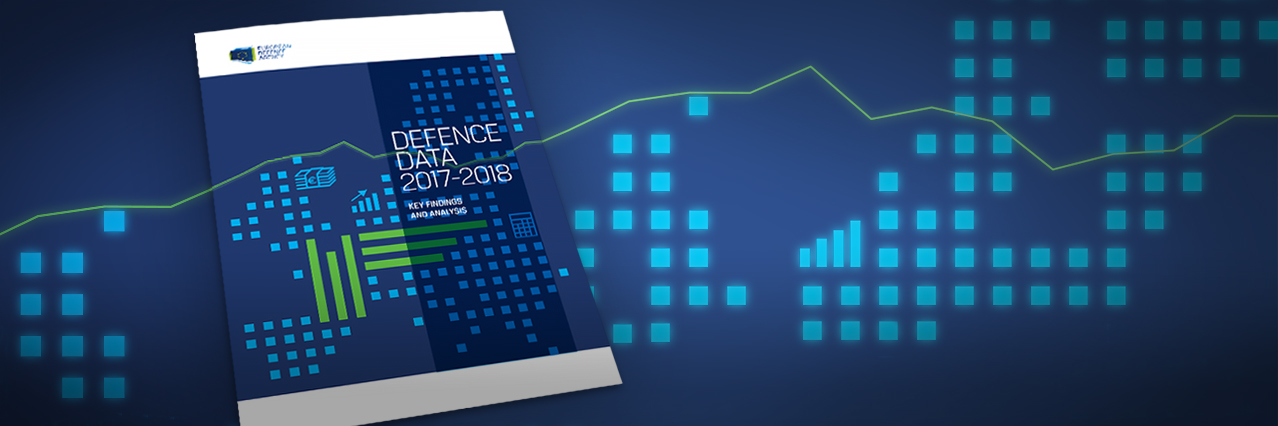 EUROPEAN
DEFENCE
AGENCY
DEFENCE
DATA
2017-2018
KEY FINDINGS
AND ANALYSIS